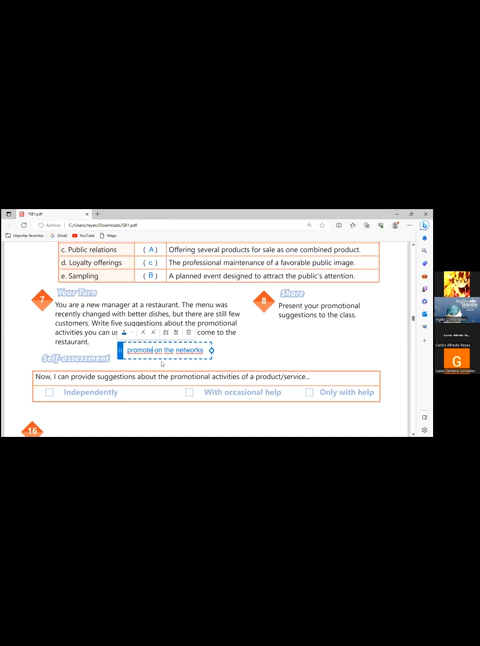 *SB1.pdf
Archivo C:/Users/reyes/Downloads/SB1.pdf
Importar favoritos Gmail YouTube Maps
c. Public relations ( A ) Offering several products for sale as one combined product.
d. Loyalty offerings ( c ) The professional maintenance of a favorable public image.
e. Sampling ( B ) A planned event designed to attract the public's attention.
7 Your Turn
You are a new manager at a restaurant. The menu was
recently changed with better dishes, but there are still few
customers. Write five suggestions about the promotional
activities you can us come to the
restaurant.
promote on the networks
8 Share
Present your promotional
suggestions to the class.
Self-assessment
Now, I can provide suggestions about the promotional activities of a product/service...
Independently With occasional help Only with help
16
Carlos Alfredo Reyes
G